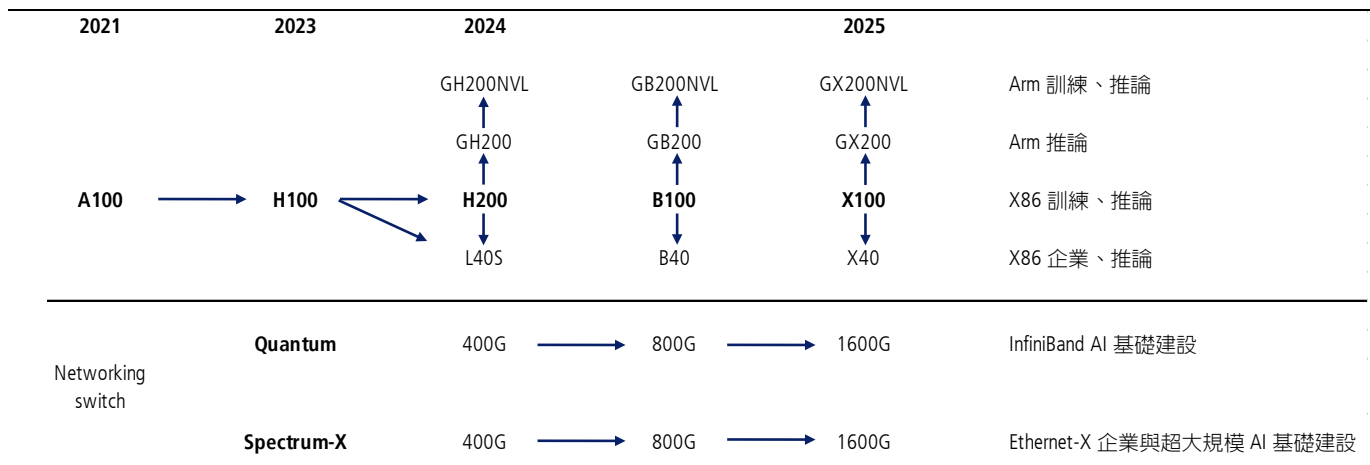 2021 2023 2024 2025
GH200NVL GB200NVL GX200NVL Arm 訓練、推論
GH200 GB200 GX200 Arm 推論
A100 H100 H200 B100 X100 X86 訓練、推論
L40S B40 X40 X86 企業、推論
Quantum 400G 800G 1600G InfiniBand AI 基礎建設
Networking
switch
Spectrum-X 400G 800G 1600G Ethernet-X 企業與超大規模 AI 基礎建設